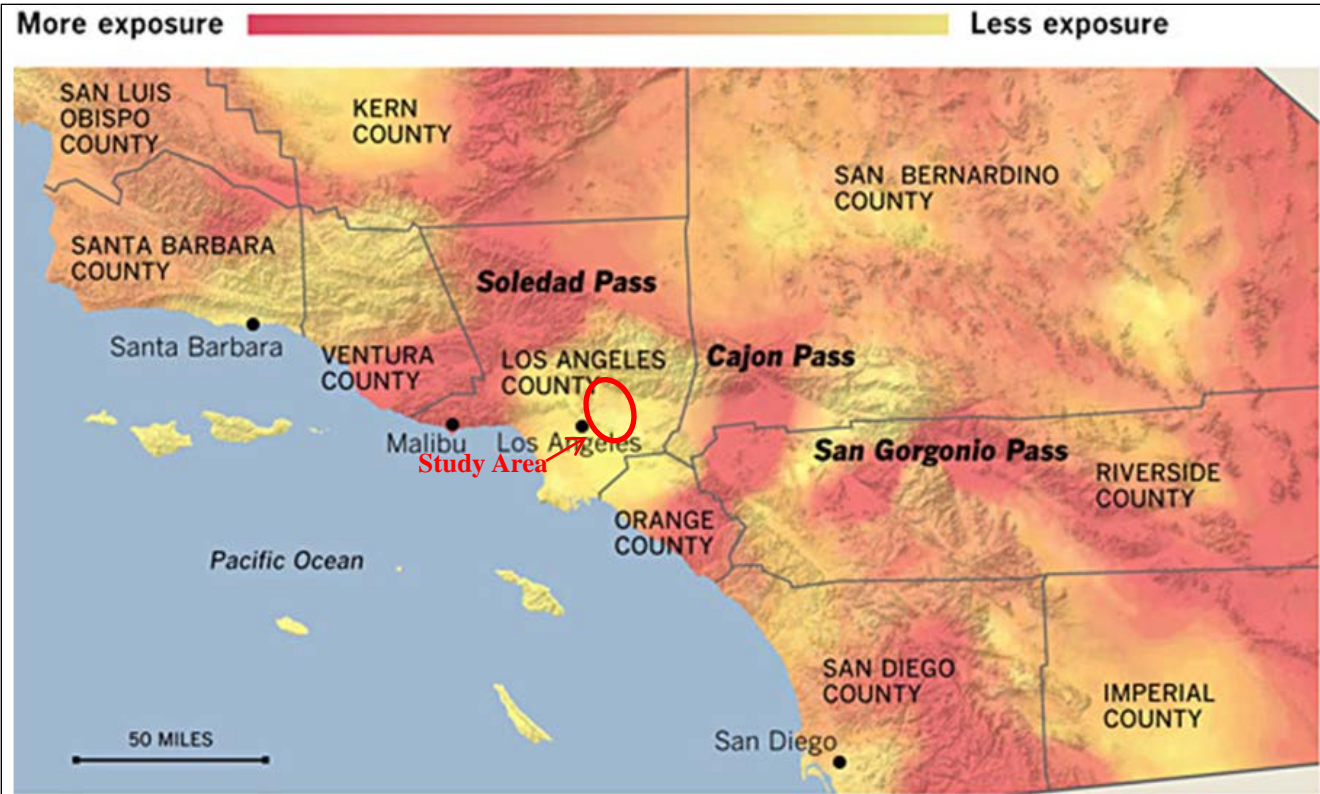 More exposure
Less exposure
SAN LUIS
OBISPO
COUNTY
KERN
COUNTY
SAN BERNARDINO
COUNTY
SANTA BARBARA
COUNTY
Soledad Pass
Santa Barbara
VENTURA
COUNTY
LOS ANGELES
COUNTY
Cajon Pass
Malibu
Los Angeles
Study Area
San Gorgonio Pass
RIVERSIDE
COUNTY
ORANGE
COUNTY
Pacific Ocean
SAN DIEGO
COUNTY
IMPERIAL
COUNTY
50 MILES
San Diego